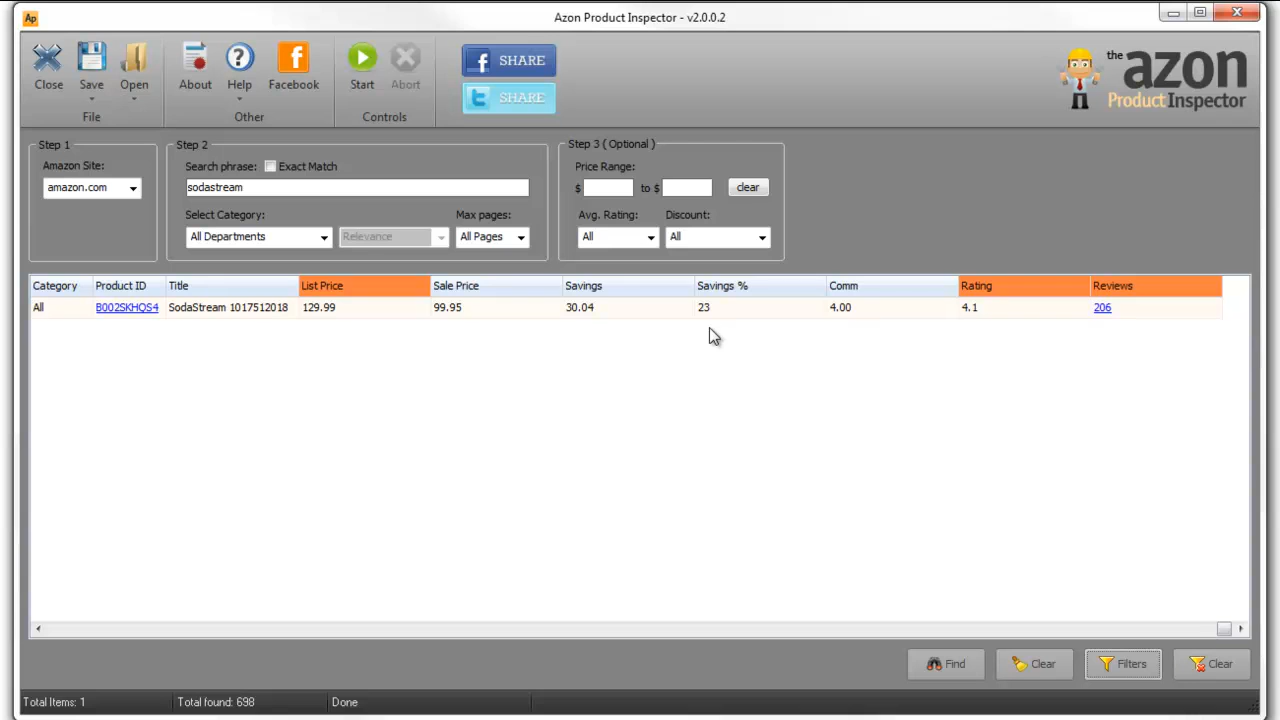 Ap
Azon Product Inspector - v2.0.0.2
Close Save Open About Help Facebook Start Abort
File Other Controls
f SHARE
SHARE
the azon
ProductInspector
Step 1
Amazon Site:
amazon.com
Step 2
Search phrase: Exact Match
sodastream
Select Category: Max pages:
All Departments Relevance All Pages
Step 3 ( Optional )
Price Range:
$ to $ clear
Avg. Rating: Discount:
All All
Category Product ID Title List Price Sale Price Savings Savings % Comm Rating Reviews
All B002SKHQS4 SodaStream 1017512018 129.99 99.95 30.04 23 4.00 4.1 206
Find Clear Filters Clear
Total Items: 1 Total found: 698 Done